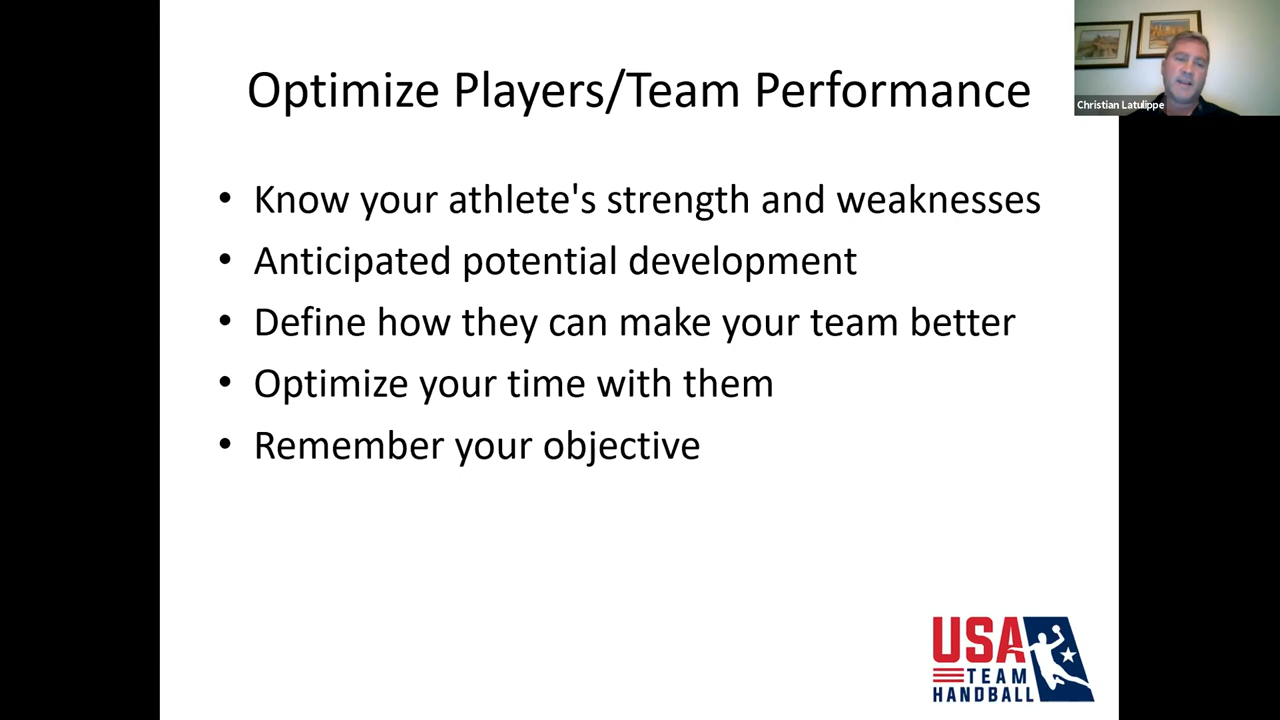 Optimize Players/Team Performance
Christian Latulippe
• Know your athlete's strength and weaknesses
• Anticipated potential development
• Define how they can make your team better
• Optimize your time with them
• Remember your objective
USA
TEAM
HANDBALL